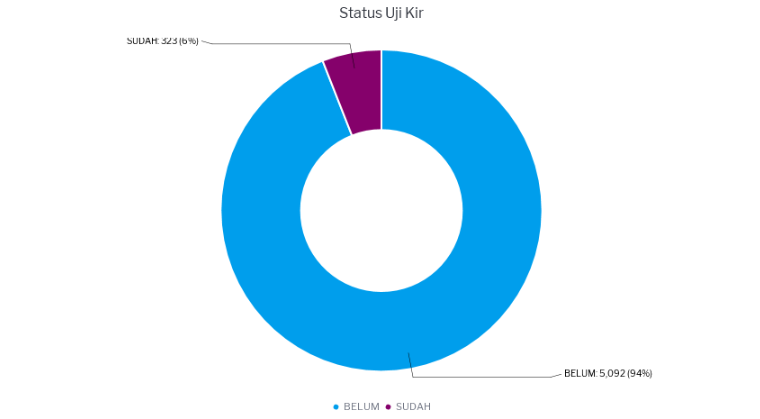 Status Uji Kir
SUDAH: 323 (6%)
BELUM: 5,092 (94%)
BELUM SUDAH